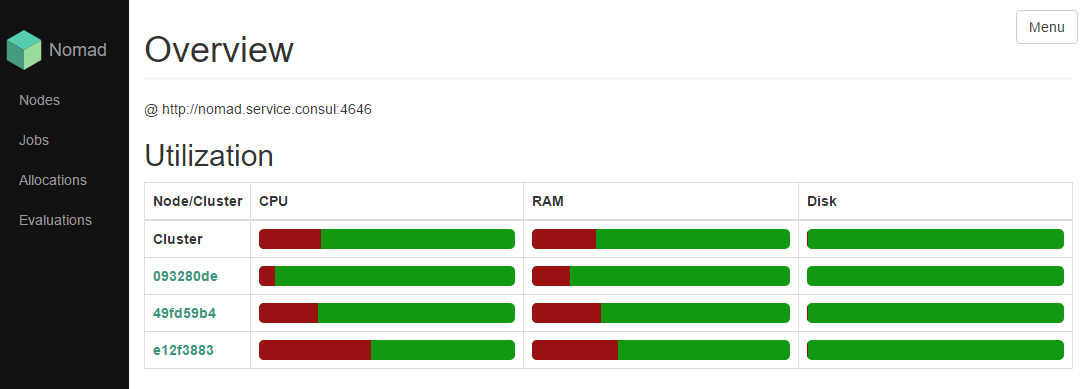 Nomad
Nodes
Jobs
Allocations
Evaluations
Menu
Overview
@ http://nomad.service.consul:4646
Utilization
Node/Cluster CPU RAM Disk
Cluster
093280de
49fd59b4
e12f3883